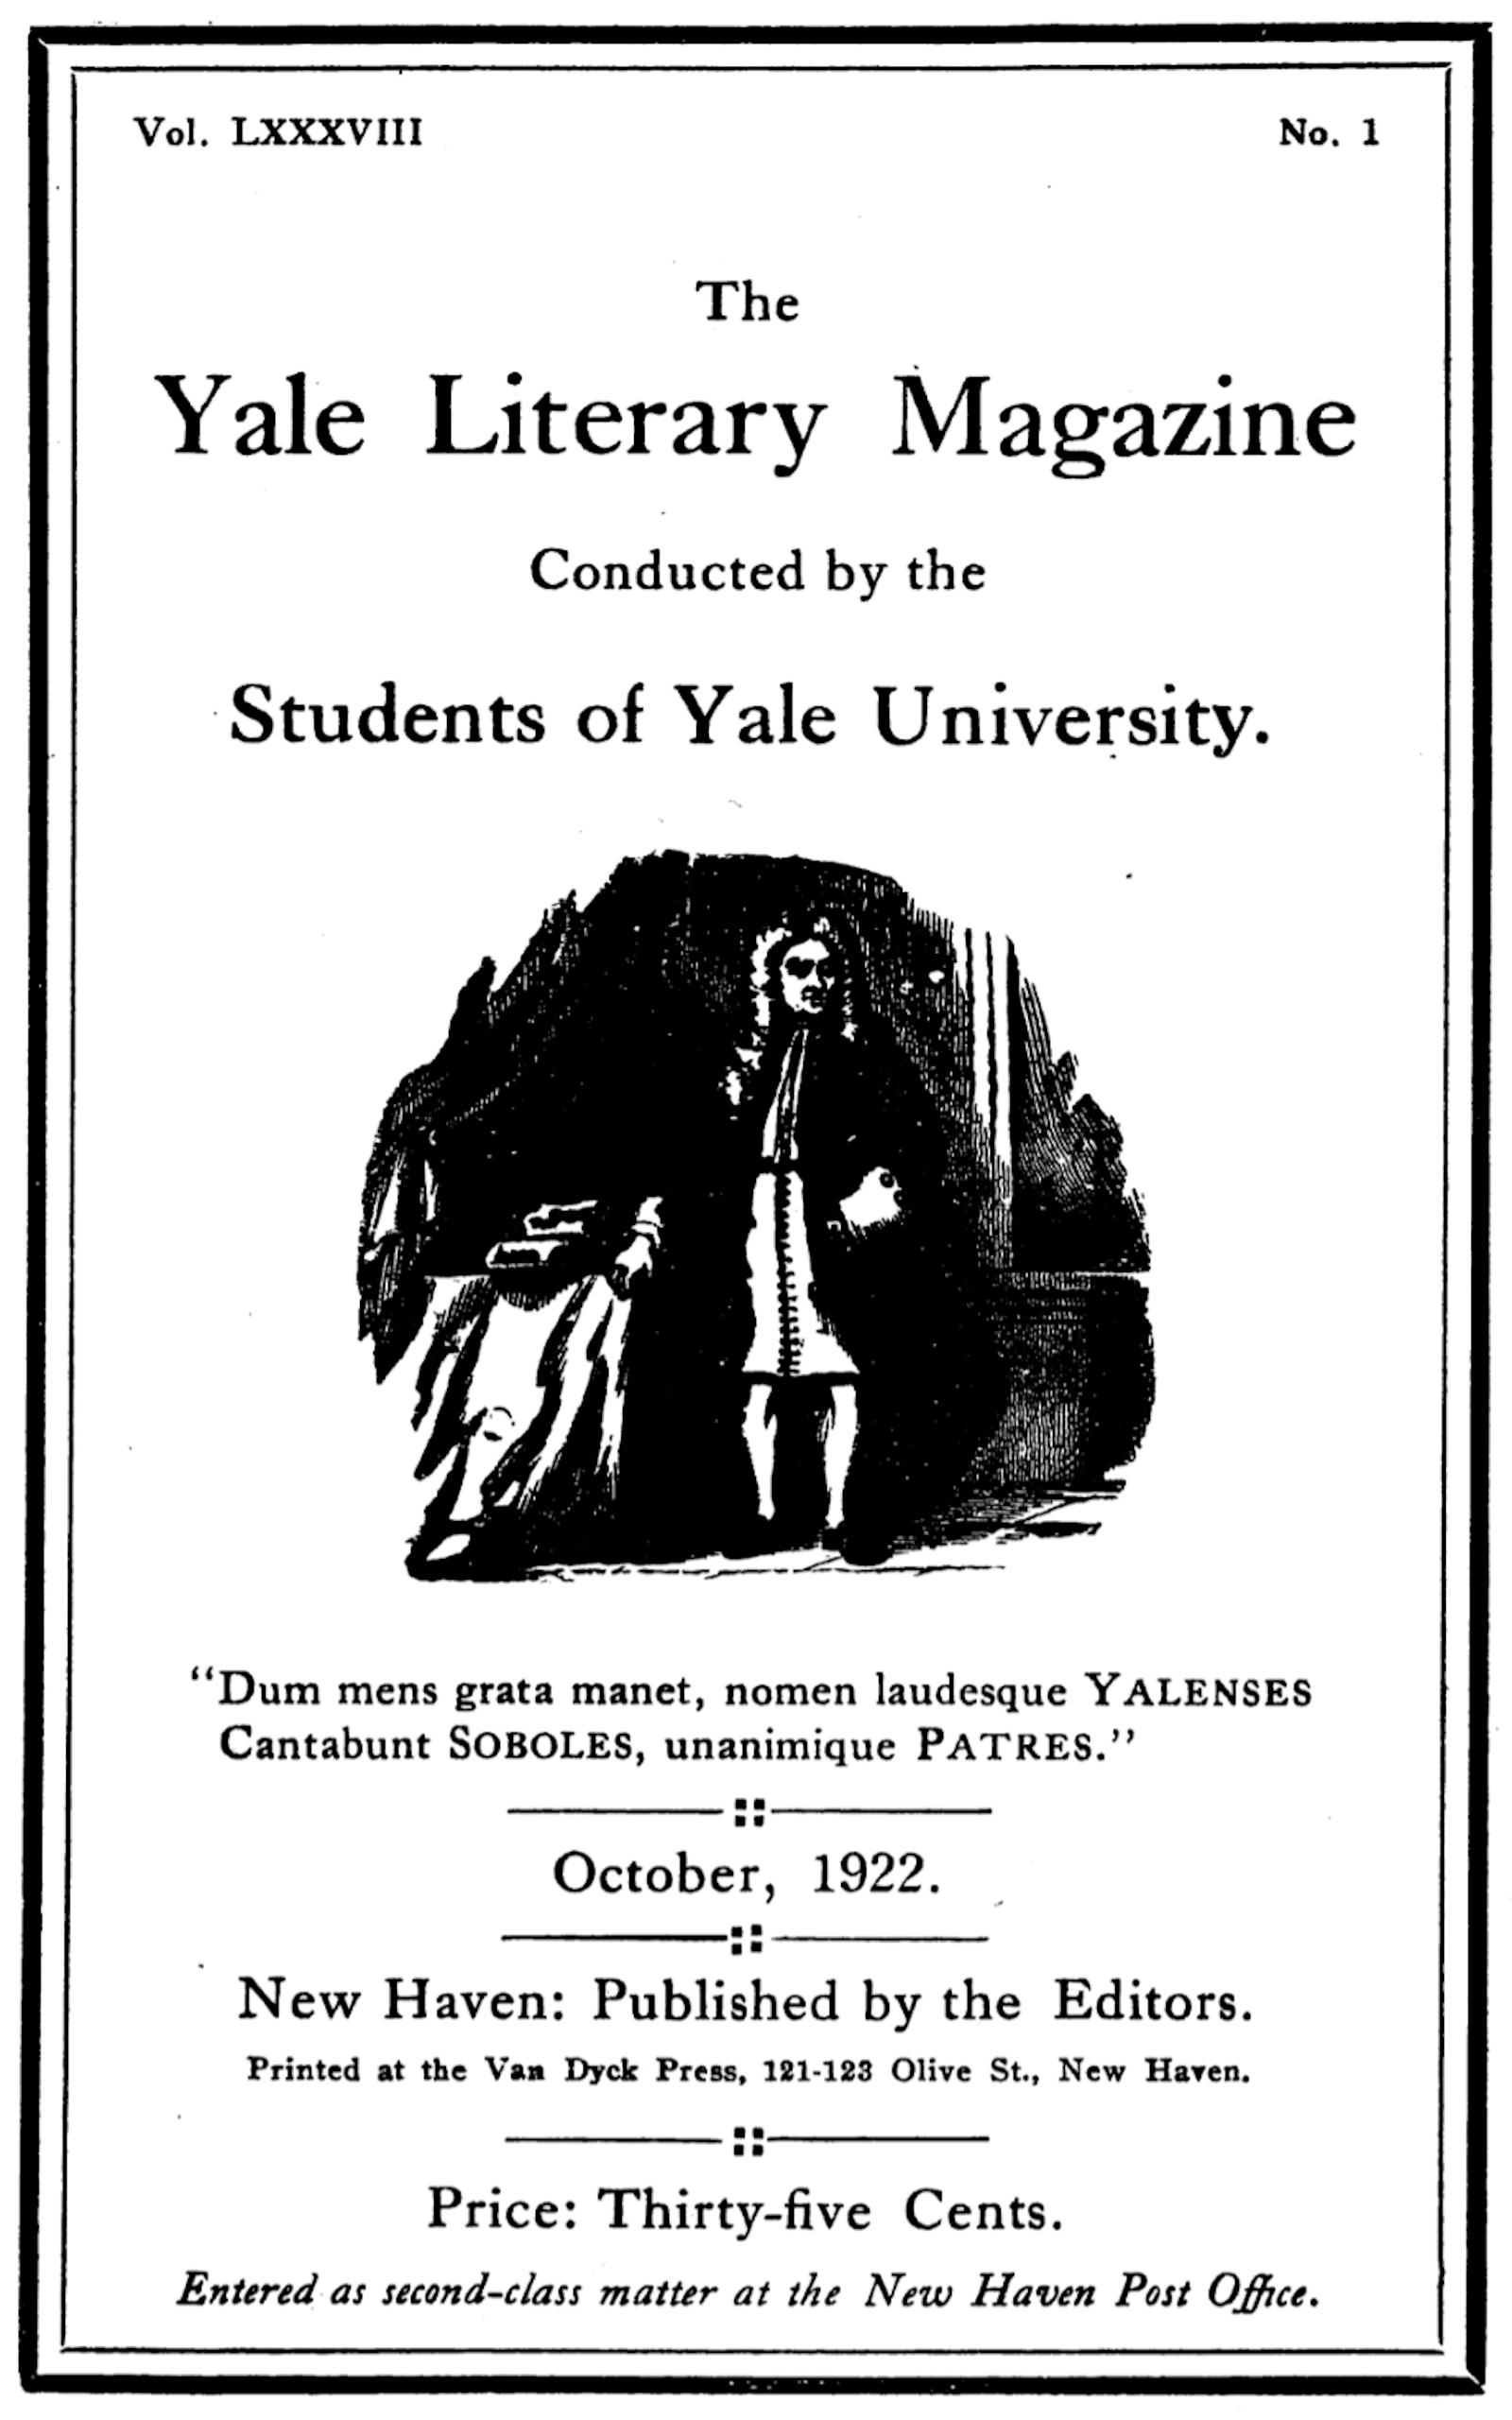 Vol. LXXXVIII No. 1
The
Yale Literary Magazine
Conducted by the
Students of Yale University.
“Dum mens grata manet, nomen laudesque YALENSES
Cantabunt SOBOLES, unanimique PATRES.”
October, 1922.
New Haven: Published by the Editors.
Printed at the Van Dyck Press, 121-123 Olive St., New Haven.
Price: Thirty-five Cents.
Entered as second-class matter at the New Haven Post Office.